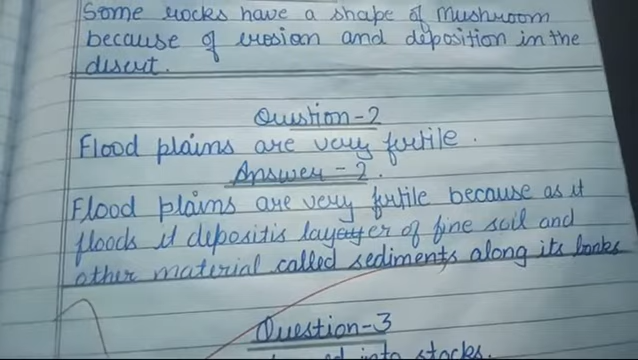 Some rocks have a shape of mushroom
because of erosion and deposition in the
desert.
Question-2
Flood plains are very fertile.
Answer-2.
Flood plains are very fertile because as it
floods it depositis layer of fine soil and
other material called sediments along its banks
Question-3
into stocks.